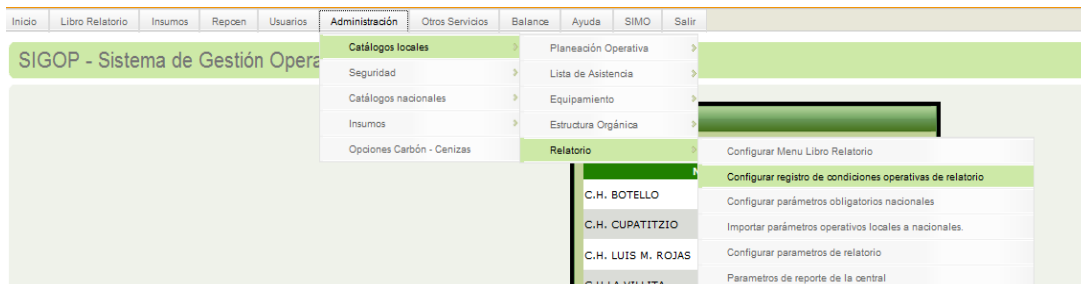 Inicio Libro Relatorio Insumos Repcen Usuarios Administración Otros Servicios Balance Ayuda SIMO Salir
SIGOP - Sistema de Gestión Opera
Catálogos locales
Seguridad
Catálogos nacionales
Insumos
Opciones Carbón - Cenizas
Planeación Operativa
Lista de Asistencia
Equipamiento
Estructura Orgánica
Relatorio
Configurar Menu Libro Relatorio
Configurar registro de condiciones operativas de relatorio
Configurar parámetros obligatorios nacionales
Importar parámetros operativos locales a nacionales.
Configurar parametros de relatorio
Parametros de reporte de la central
C.H. BOTELLO
C.H. CUPATITZIO
C.H. LUIS M. ROJAS
C.H LA VILLITA